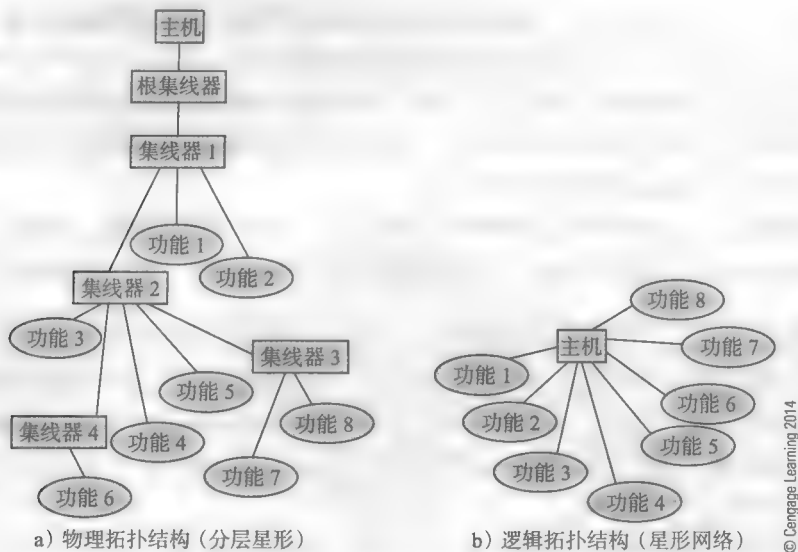 主机
根集线器
集线器 1
功能 1
功能 2
集线器 2
功能 3
集线器 3
功能 5
功能 8
集线器 4
功能 4
功能 7
功能 6
a）物理拓扑结构（分层星形）
功能 8
主机
功能 7
功能 1
功能 6
功能 2
功能 5
功能 3
功能 4
b）逻辑拓扑结构（星形网络）
© Cengage Learning 2014